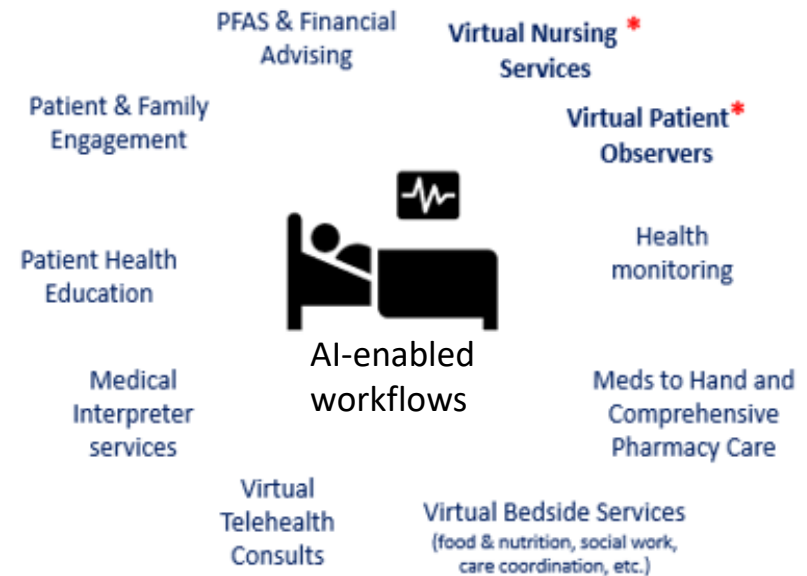 PFAS & Financial
Advising
Virtual Nursing *
Services
Patient & Family
Engagement
Virtual Patient*
Observers
Patient Health
Education
Health
monitoring
AI-enabled
workflows
Medical
Interpreter
services
Meds to Hand and
Comprehensive
Pharmacy Care
Virtual
Telehealth
Consults
Virtual Bedside Services
(food & nutrition, social work,
care coordination, etc.)